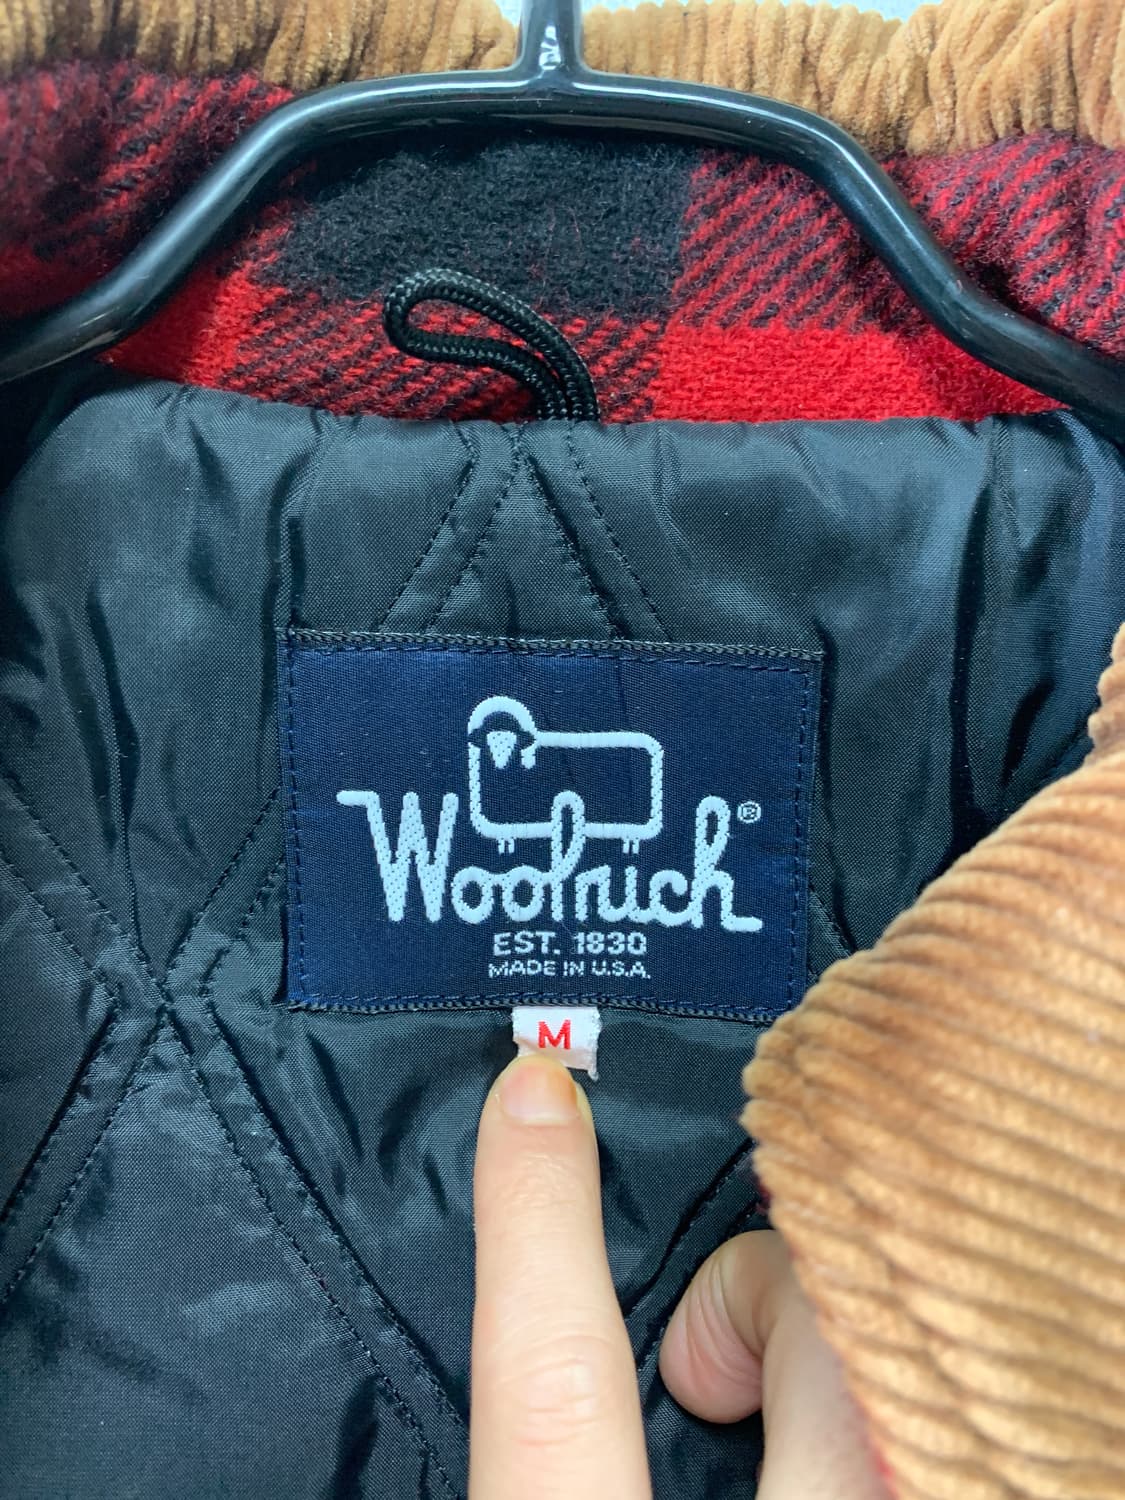 Woolrich®
EST. 1830
MADE IN U.S.A.
M